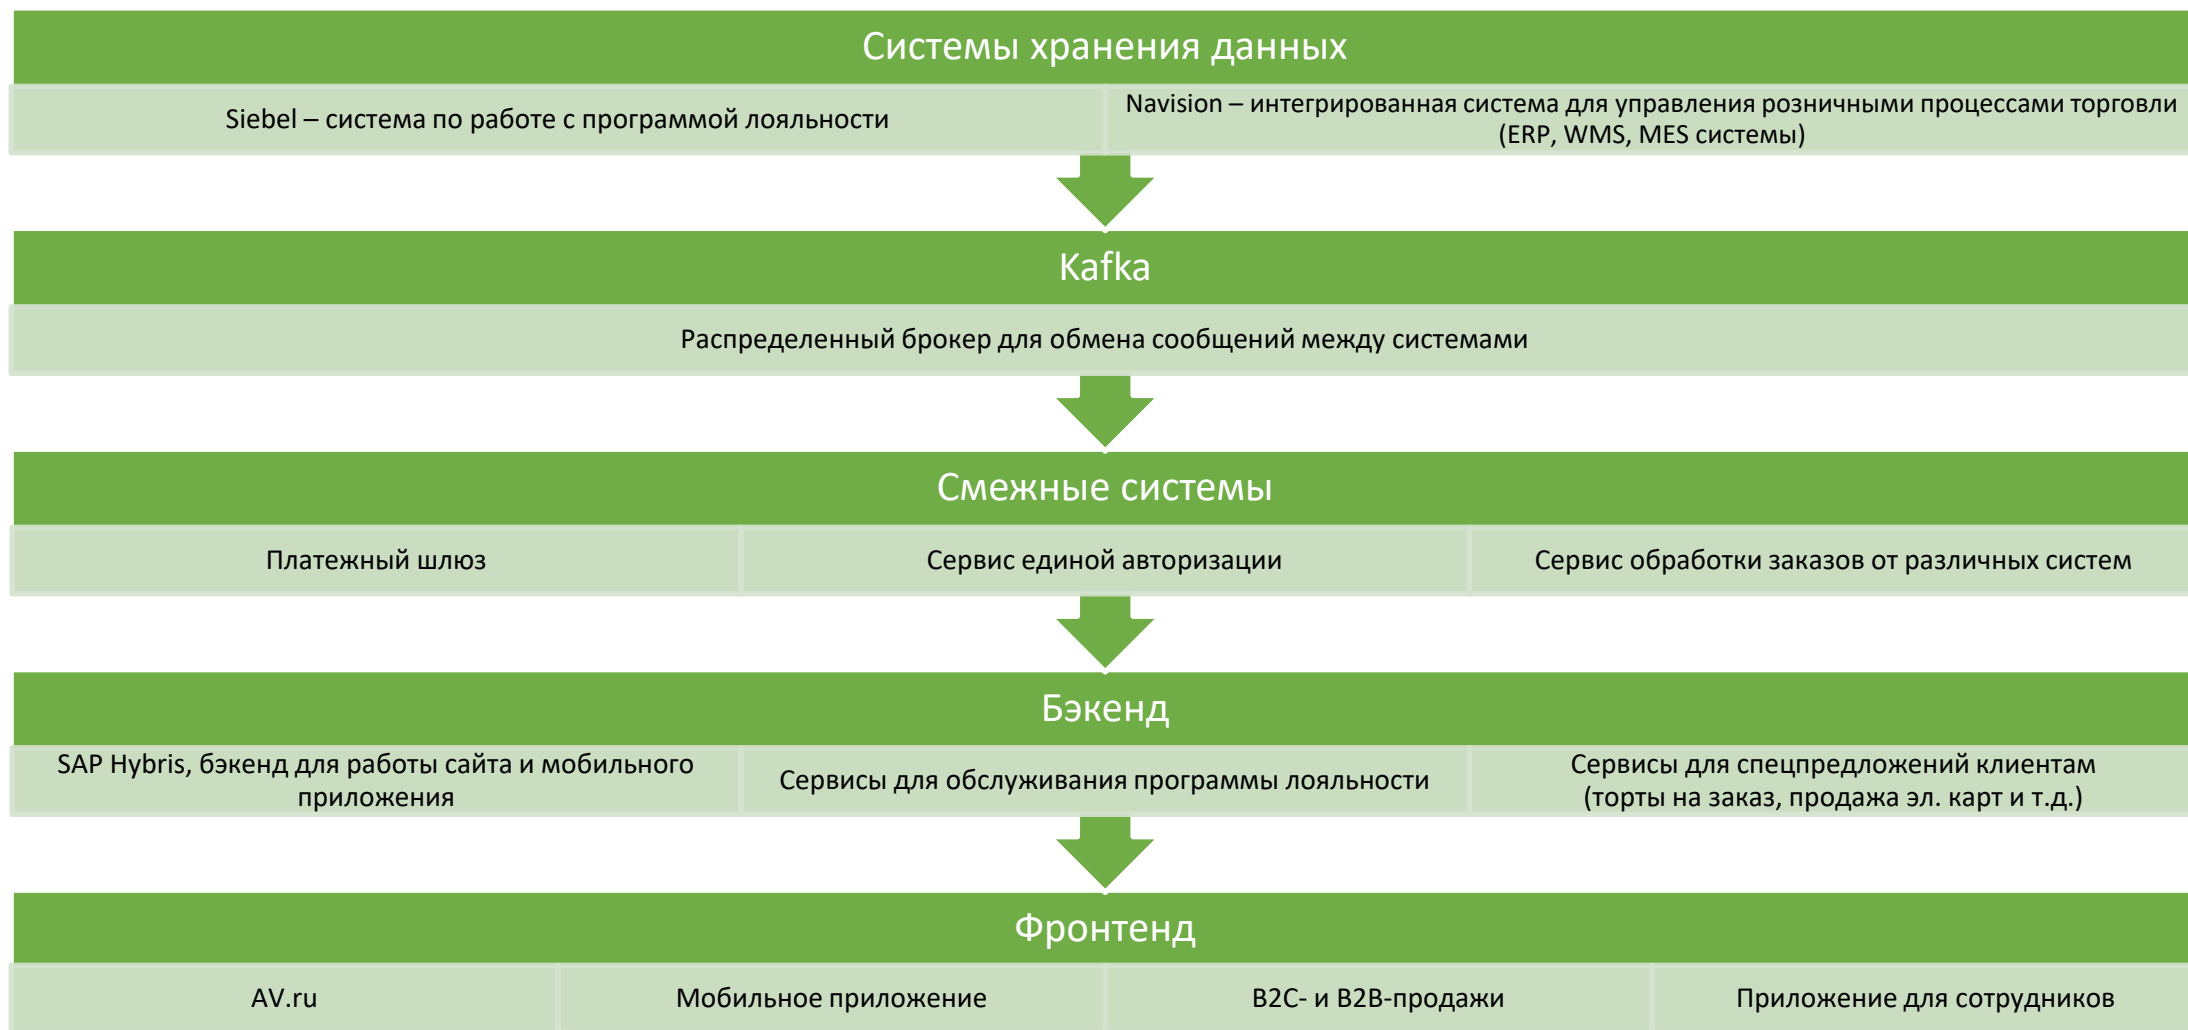 Системы хранения данных
Siebel – система по работе с программой лояльности
Navision – интегрированная система для управления розничными процессами торговли
(ERP, WMS, MES системы)
Kafka
Распределенный брокер для обмена сообщений между системами
Смежные системы
Платежный шлюз
Сервис единой авторизации
Сервис обработки заказов от различных систем
Бэкенд
SAP Hybris, бэкенд для работы сайта и мобильного
приложения
Сервисы для обслуживания программы лояльности
Сервисы для спецпредложений клиентам
(торты на заказ, продажа эл. карт и т.д.)
Фронтенд
AV.ru
Мобильное приложение
B2C- и B2B-продажи
Приложение для сотрудников